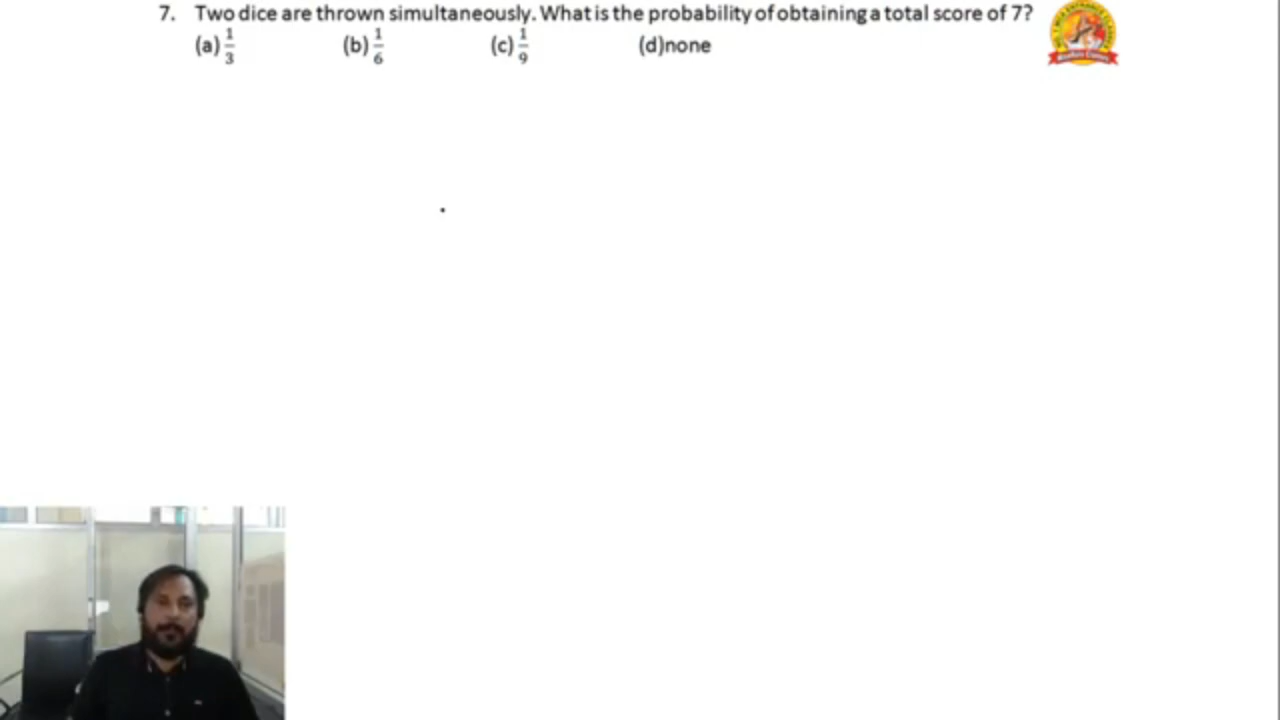 7. Two dice are thrown simultaneously. What is the probability of obtaining a total score of 7?
(a) 1/3 (b) 1/6 (c) 1/9 (d)none